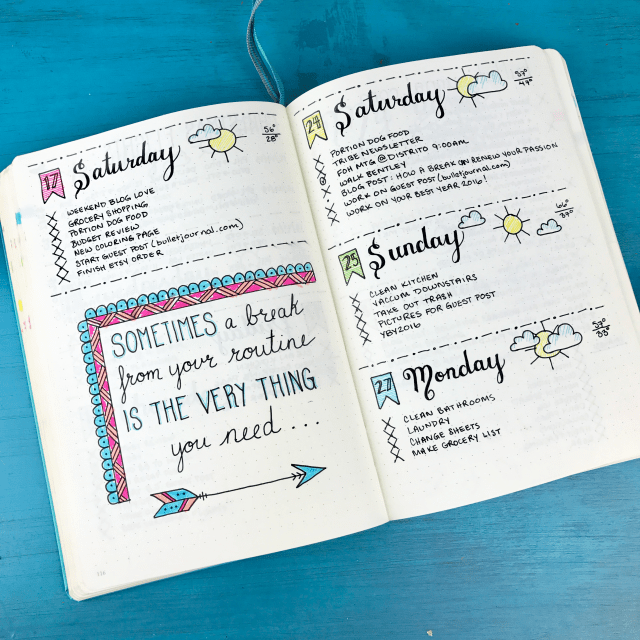 17
Saturday
56°
28°
WEEKEND BLOG LOVE
GROCERY SHOPPING
PORTION DOG FOOD
BUDGET REVIEW
NEW COLORING PAGE
START GUEST POST (bulletjournal.com)
FINISH ETSY ORDER
SOMETIMES a break
from your routine
IS THE VERY THING
you need...
24
Saturday
57°
47°
PORTION DOG FOOD
TRIBE NEWSLETTER
FOH MTG @ DISTRITO 9:00AM
WALK BENTLEY
BLOG POST: HOW A BREAK CAN RENEW YOUR PASSION
WORK ON GUEST POST (bulletjournal.com)
WORK ON YOUR BEST YEAR 2016!
25
Sunday
66°
39°
CLEAN KITCHEN
VACCUM DOWNSTAIRS
TAKE OUT TRASH
PICTURES FOR GUEST POST
YBY2016
27
Monday
CLEAN BATHROOMS
LAUNDRY
CHANGE SHEETS
MAKE GROCERY LIST